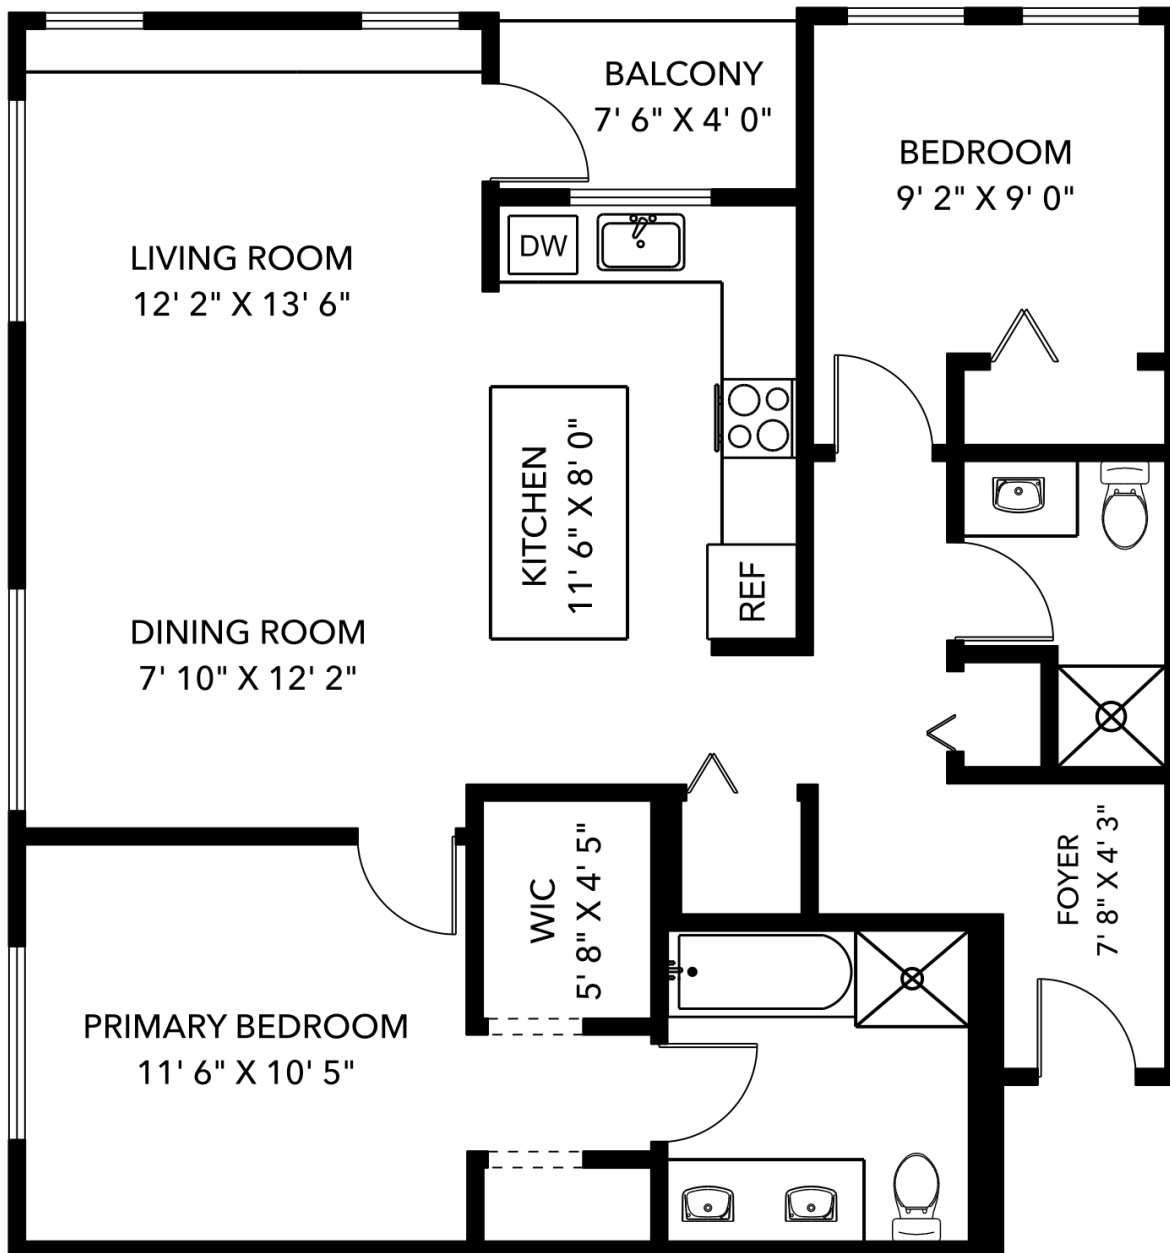 BALCONY
7' 6" X 4' 0"
BEDROOM
9' 2" X 9' 0"
LIVING ROOM
12' 2" X 13' 6"
DW
KITCHEN
11' 6" X 8' 0"
REF
DINING ROOM
7' 10" X 12' 2"
WIC
5' 8" X 4' 5"
FOYER
7' 8" X 4' 3"
PRIMARY BEDROOM
11' 6" X 10' 5"